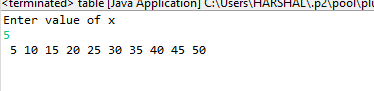 <terminated> table [Java Application] C:\Users\HARSHAL\.p2\pool\plu
Enter value of x
5
5 10 15 20 25 30 35 40 45 50